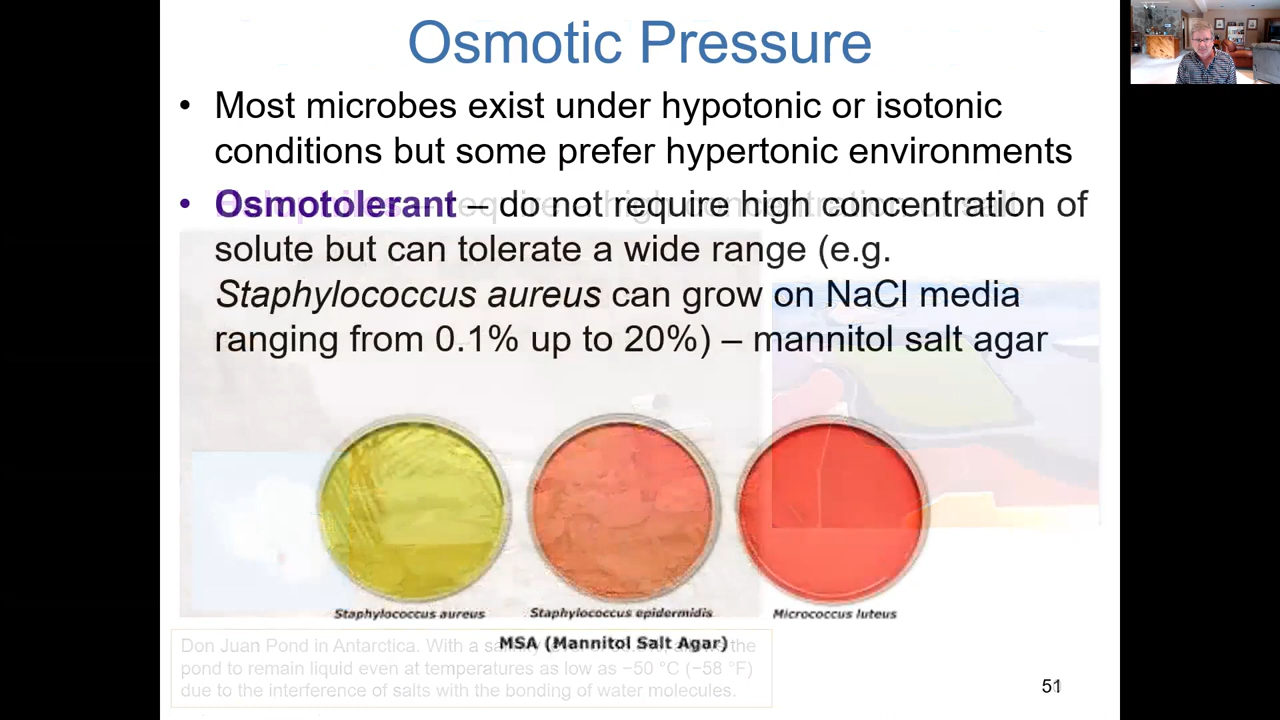 Osmotic Pressure
• Most microbes exist under hypotonic or isotonic
conditions but some prefer hypertonic environments
• Osmotolerant – do not require high concentration of
solute but can tolerate a wide range (e.g.
Staphylococcus aureus can grow on NaCl media
ranging from 0.1% up to 20%) – mannitol salt agar
Staphylococcus aureus
Staphylococcus epidermidis
Micrococcus luteus
MSA (Mannitol Salt Agar)
Don Juan Pond in Antarctica. With a the
pond to remain liquid even at temperatures as low as −50 °C (−58 °F)
due to the interference of salts with the bonding of water molecules.
51